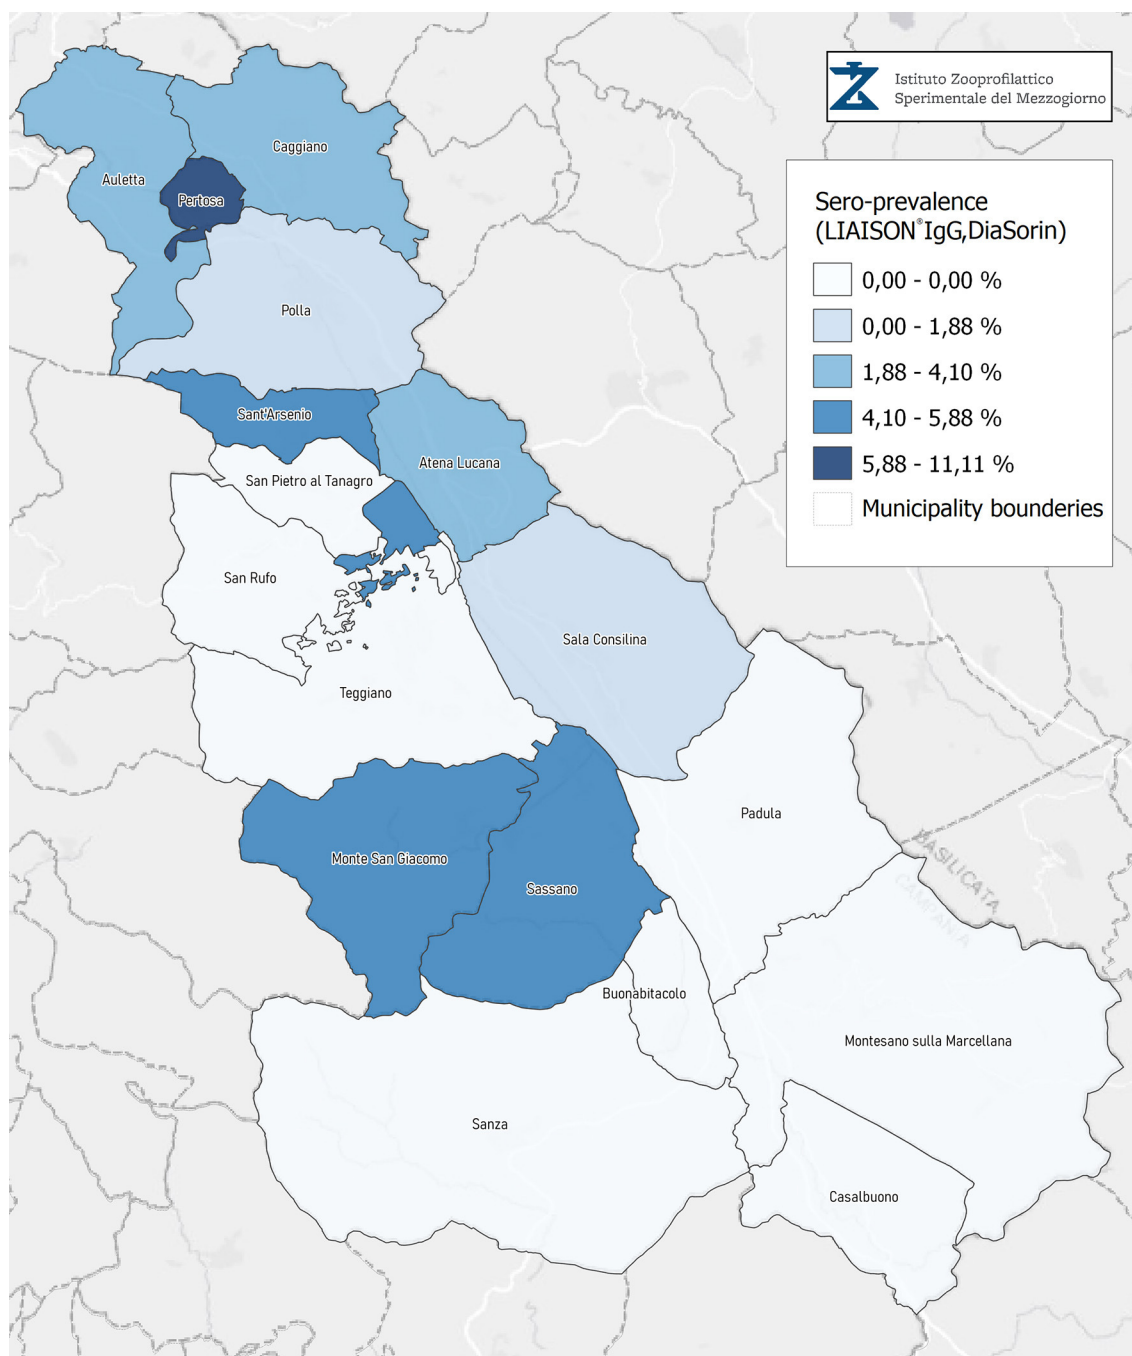 Istituto Zooprofilattico
Sperimentale del Mezzogiorno
Sero-prevalence
(LIAISON®IgG,DiaSorin)
0,00 - 0,00 %
0,00 - 1,88 %
1,88 - 4,10 %
4,10 - 5,88 %
5,88 - 11,11 %
Municipality bounderies
Caggiano
Auletta
Pertosa
Polla
Sant'Arsenio
Atena Lucana
San Pietro al Tanagro
San Rufo
Sala Consilina
Teggiano
Padula
Monte San Giacomo
Sassano
BASILICATA
CAMPANIA
Buonabitacolo
Montesano sulla Marcellana
Sanza
Casalbuono